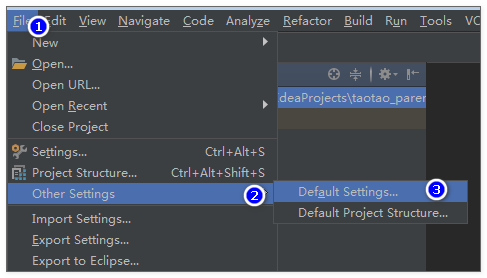 File Edit View Navigate Code Analyze Refactor Build Run Tools VC
1
New
Open...
Open URL...
Open Recent
Close Project
ideaProjects\taotao_parer
Settings... Ctrl+Alt+S
Project Structure... Ctrl+Alt+Shift+S
Other Settings 2
Default Settings... 3
Default Project Structure...
Import Settings...
Export Settings...
Export to Eclipse...